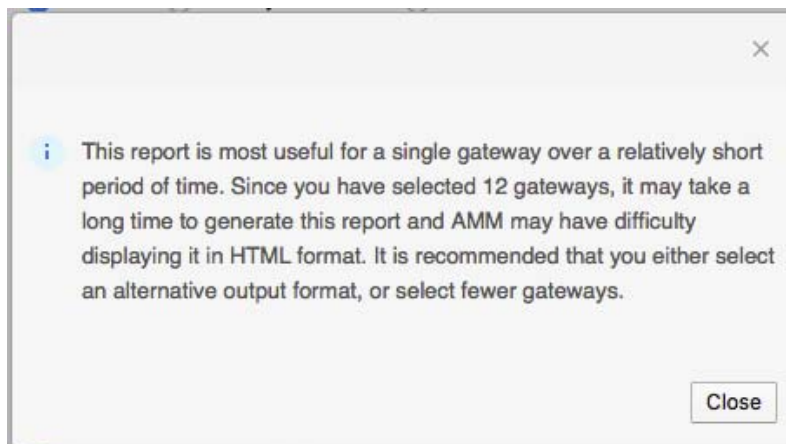 This report is most useful for a single gateway over a relatively short
period of time. Since you have selected 12 gateways, it may take a
long time to generate this report and AMM may have difficulty
displaying it in HTML format. It is recommended that you either select
an alternative output format, or select fewer gateways.
Close